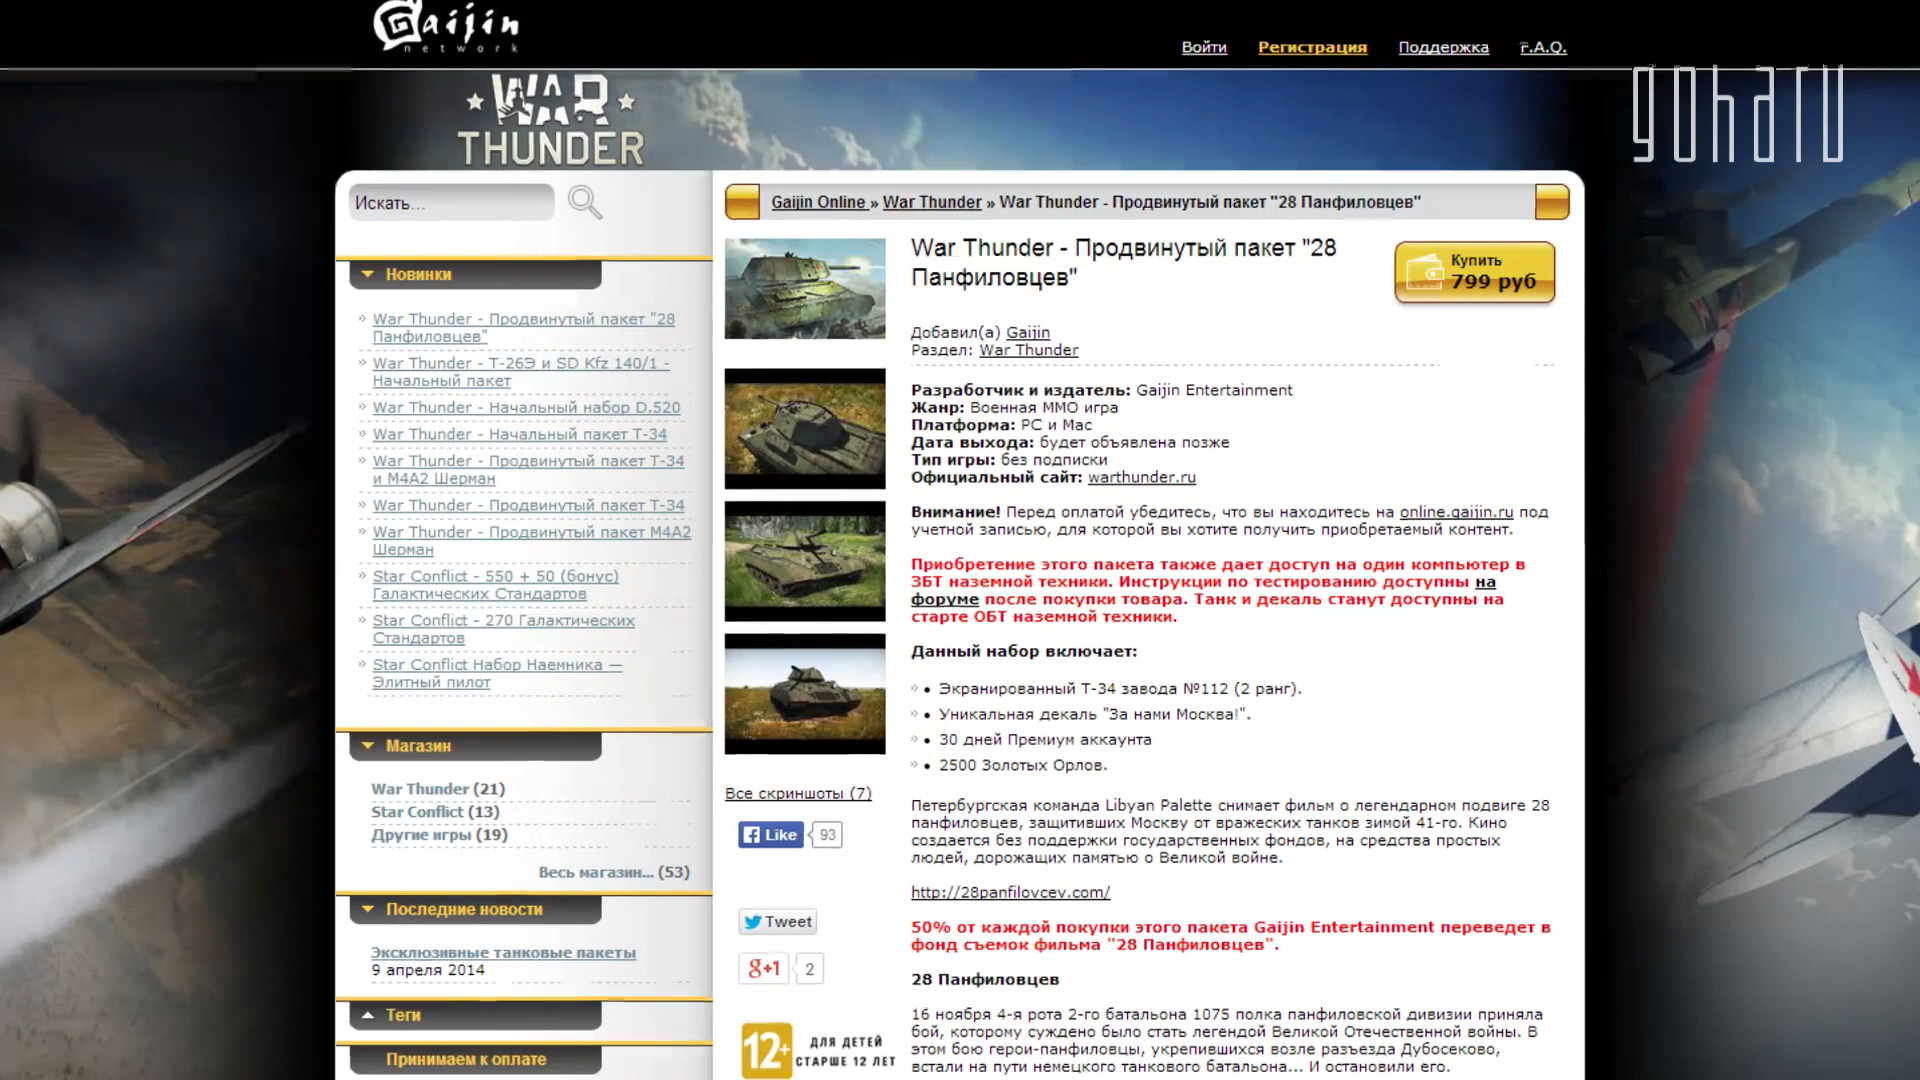 Gaijin
network
Войти
Регистрация
Поддержка
F.A.Q.
goharu
WAR
THUNDER
Искать...
Новинки
War Thunder - Продвинутый пакет "28
Панфиловцев"
War Thunder - Т-26Э и SD Kfz 140/1 -
Начальный пакет
War Thunder - Начальный набор D.520
War Thunder - Начальный пакет Т-34
War Thunder - Продвинутый пакет Т-34
и М4А2 Шерман
War Thunder - Продвинутый пакет Т-34
War Thunder - Продвинутый пакет М4А2
Шерман
Star Conflict - 550 + 50 (бонус)
Галактических Стандартов
Star Conflict - 270 Галактических
Стандартов
Star Conflict Набор Наемника —
Элитный пилот
Магазин
War Thunder (21)
Star Conflict (13)
Другие игры (19)
Весь магазин... (53)
Последние новости
Эксклюзивные танковые пакеты
9 апреля 2014
Теги
Принимаем к оплате
Gaijin Online » War Thunder » War Thunder - Продвинутый пакет "28 Панфиловцев"
War Thunder - Продвинутый пакет "28
Панфиловцев"
Купить
799 руб
Добавил(а) Gaijin
Раздел: War Thunder
Разработчик и издатель: Gaijin Entertainment
Жанр: Военная ММО игра
Платформа: PC и Mac
Дата выхода: будет объявлена позже
Тип игры: без подписки
Официальный сайт: warthunder.ru
Внимание! Перед оплатой убедитесь, что вы находитесь на online.gaijin.ru под
учетной записью, для которой вы хотите получить приобретаемый контент.
Приобретение этого пакета также дает доступ на один компьютер в
ЗБТ наземной техники. Инструкции по тестированию доступны на
форуме после покупки товара. Танк и декаль станут доступны на
старте ОБТ наземной техники.
Данный набор включает:
Экранированный Т-34 завода №112 (2 ранг).
Уникальная декаль "За нами Москва!".
30 дней Премиум аккаунта
2500 Золотых Орлов.
Петербургская команда Libyan Palette снимает фильм о легендарном подвиге 28
панфиловцев, защитивших Москву от вражеских танков зимой 41-го. Кино
создается без поддержки государственных фондов, на средства простых
людей, дорожащих памятью о Великой войне.
http://28panfilovcev.com/
50% от каждой покупки этого пакета Gaijin Entertainment переведет в
фонд съемок фильма "28 Панфиловцев".
28 Панфиловцев
16 ноября 4-я рота 2-го батальона 1075 полка панфиловской дивизии приняла
бой, которому суждено было стать легендой Великой Отечественной войны. В
этом бою герои-панфиловцы, укрепившихся возле разъезда Дубосеково,
встали на пути немецкого танкового батальона... И остановили его.
Все скриншоты (7)
Like 93
Tweet
g+1 2
12+
ДЛЯ ДЕТЕЙ
СТАРШЕ 12 ЛЕТ